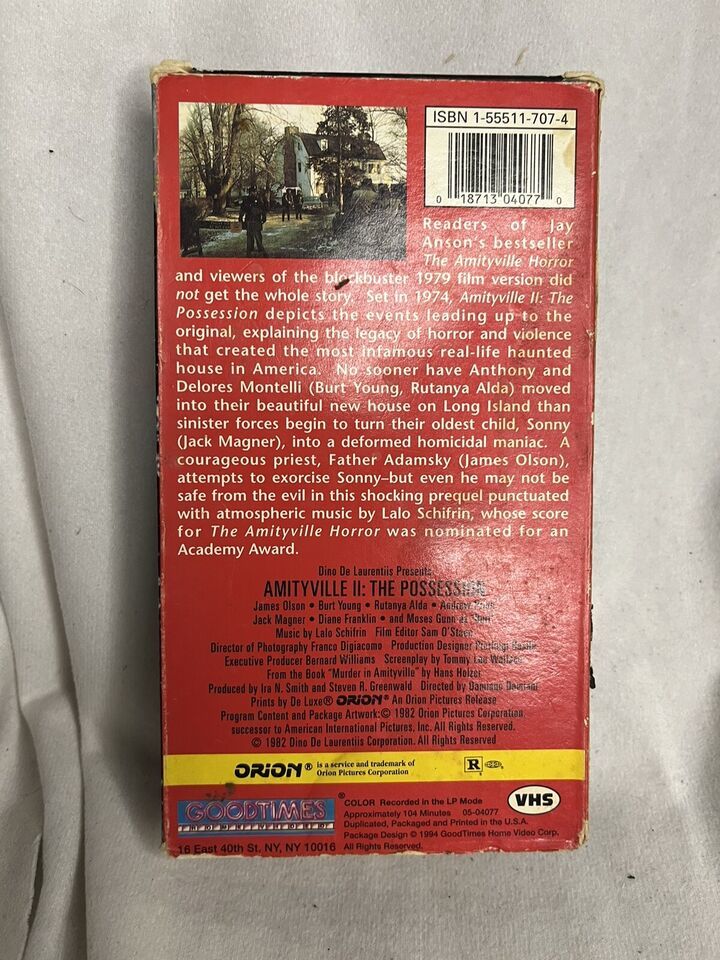 ISBN 1-55511-707-4
0 18713 04077 0
Readers of Jay
Anson's bestseller
The Amityville Horror
and viewers of the blockbuster 1979 film version did
not get the whole story. Set in 1974, Amityville II: The
Possession depicts the events leading up to the
original, explaining the legacy of horror and violence
that created the most infamous real-life haunted
house in America. No sooner have Anthony and
Delores Montelli (Burt Young, Rutanya Alda) moved
into their beautiful new house on Long Island than
sinister forces begin to turn their oldest child, Sonny
(Jack Magner), into a deformed homicidal maniac. A
courageous priest, Father Adamsky (James Olson),
attempts to exorcise Sonny–but even he may not be
safe from the evil in this shocking prequel punctuated
with atmospheric music by Lalo Schifrin, whose score
for The Amityville Horror was nominated for an
Academy Award.
Dino De Laurentiis Presents
AMITYVILLE II: THE POSSESSION
James Olson • Burt Young • Rutanya Alda • Andrew
Jack Magner • Diane Franklin • and Moses Gunn as
Music by Lalo Schifrin Film Editor Sam O'Steen
Director of Photography Franco Digiacomo Production Designer Pierluigi Basile
Executive Producer Bernard Williams Screenplay by Tommy Lee Wallace
From the Book "Murder in Amityville" by Hans Holzer
Produced by Ira N. Smith and Steven R. Greenwald Directed by Damiano Damiani
Prints by De Luxe® ORION® An Orion Pictures Release
Program Content and Package Artwork: © 1982 Orion Pictures Corporation,
successor to American International Pictures, Inc. All Rights Reserved.
© 1982 Dino De Laurentiis Corporation. All Rights Reserved
ORION® is a service and trademark of
Orion Pictures Corporation
R
GOODTIMES®
HOME VIDEO
16 East 40th St. NY, NY 10016
COLOR Recorded in the LP Mode
Approximately 104 Minutes 05-04077
Duplicated, Packaged and Printed in the U.S.A.
Package Design © 1994 GoodTimes Home Video Corp.
All Rights Reserved.
VHS